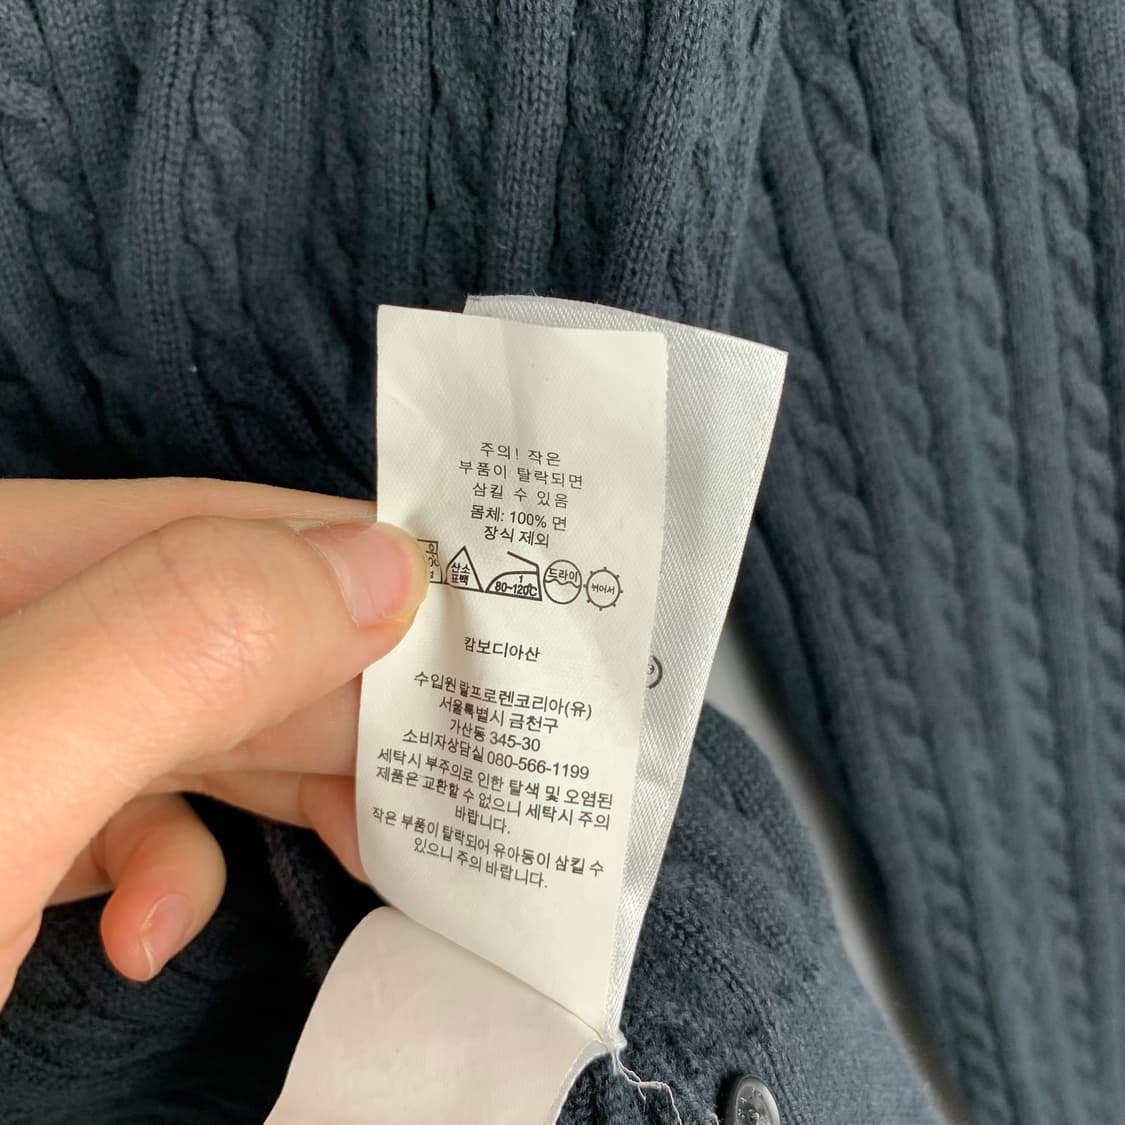 주의! 작은
부품이 탈락되면
삼킬 수 있음
몸체: 100% 면
장식 제외
산소
표백
1
80~120℃
드라이
뉘어서
캄보디아산
수입원 랄프로렌코리아(유)
서울특별시 금천구
가산동 345-30
소비자상담실 080-566-1199
세탁시 부주의로 인한 탈색 및 오염된
제품은 교환할 수 없으니 세탁시 주의
바랍니다.
작은 부품이 탈락되어 유아동이 삼킬 수
있으니 주의 바랍니다.